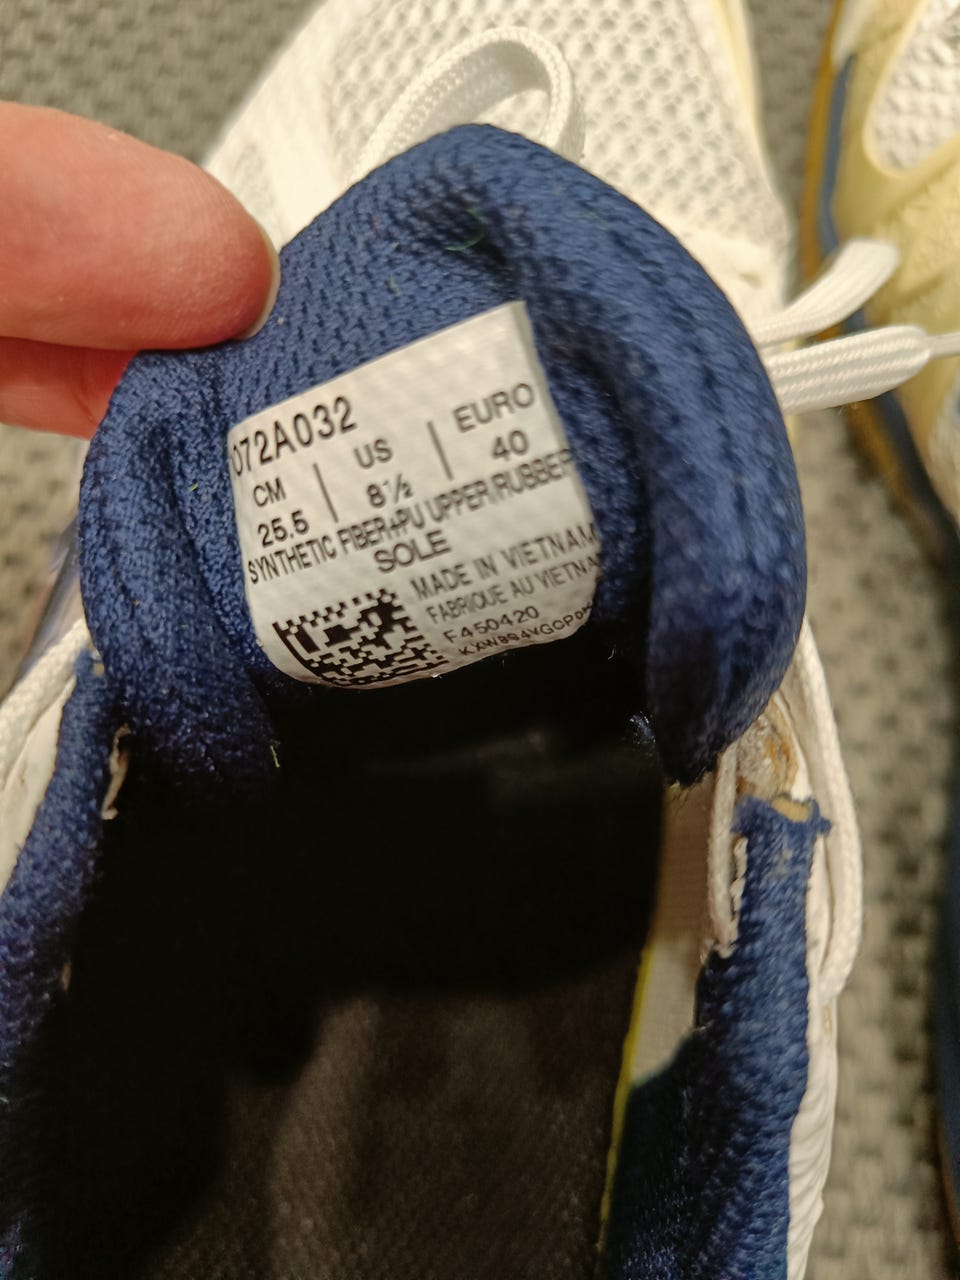 072A032
CM | US | EURO
25.5 | 8½ | 40
SYNTHETIC FIBER+PU UPPER/RUBBER
SOLE
MADE IN VIETNAM
FABRIQUE AU VIETNA
F450420